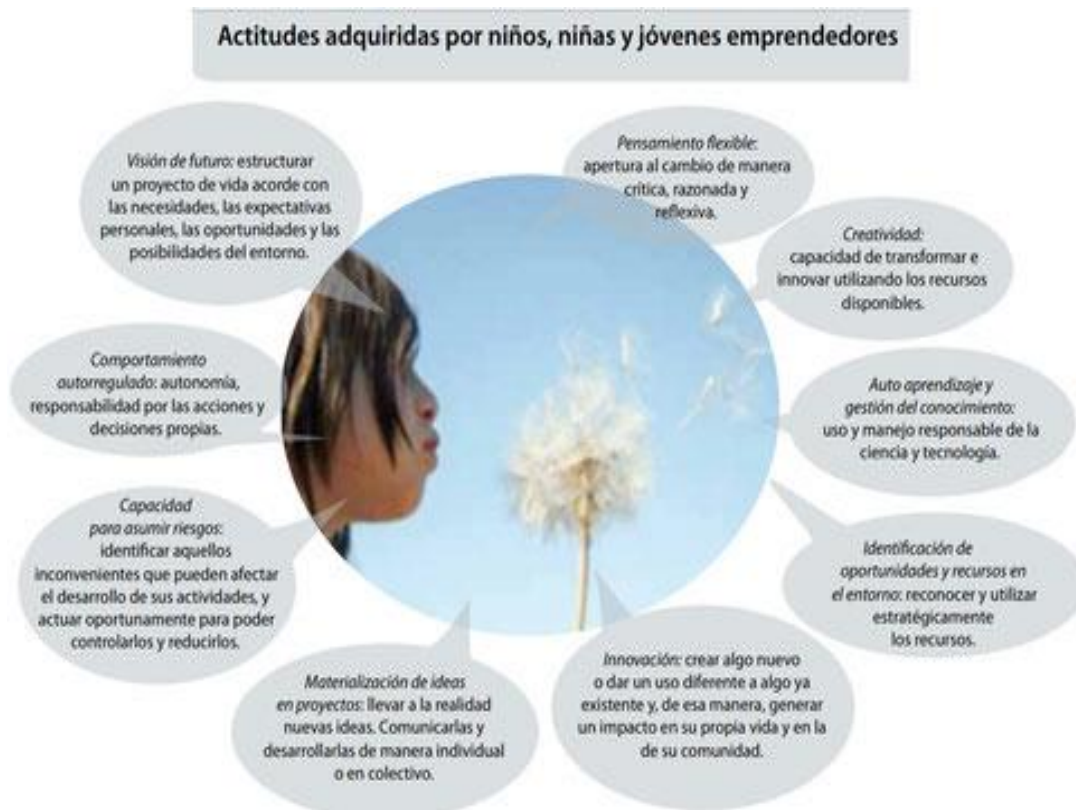 Actitudes adquiridas por niños, niñas y jóvenes emprendedores
Visión de futuro: estructurar
un proyecto de vida acorde con
las necesidades, las expectativas
personales, las oportunidades y las
posibilidades del entorno.
Pensamiento flexible:
apertura al cambio de manera
crítica, razonada y
reflexiva.
Creatividad:
capacidad de transformar e
innovar utilizando los recursos
disponibles.
Comportamiento
autorregulado: autonomía,
responsabilidad por las acciones y
decisiones propias.
Auto aprendizaje y
gestión del conocimiento:
uso y manejo responsable de la
ciencia y tecnología.
Capacidad
para asumir riesgos:
identificar aquellos
inconvenientes que pueden afectar
el desarrollo de sus actividades, y
actuar oportunamente para poder
controlarlos y reducirlos.
Identificación de
oportunidades y recursos en
el entorno: reconocer y utilizar
estratégicamente
los recursos.
Materialización de ideas
en proyectos: llevar a la realidad
nuevas ideas. Comunicarlas y
desarrollarlas de manera individual
o en colectivo.
Innovación: crear algo nuevo
o dar un uso diferente a algo ya
existente y, de esa manera, generar
un impacto en su propia vida y en la
de su comunidad.